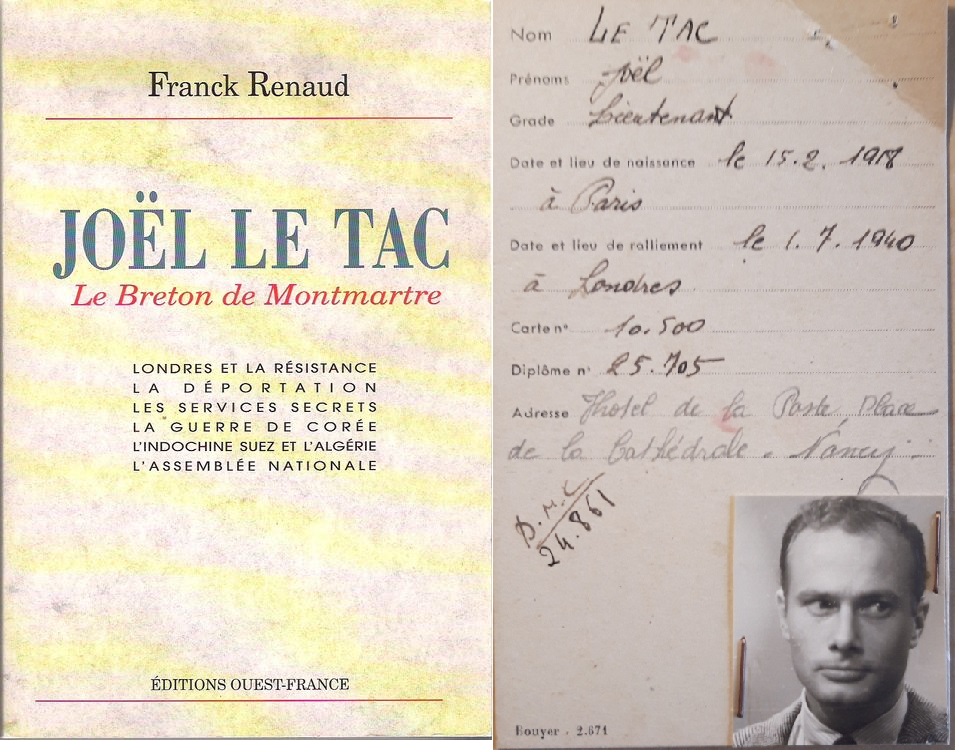 Franck Renaud
JOËL LE TAC
Le Breton de Montmartre
LONDRES ET LA RÉSISTANCE
LA DÉPORTATION
LES SERVICES SECRETS
LA GUERRE DE CORÉE
L'INDOCHINE SUEZ ET L'ALGÉRIE
L'ASSEMBLÉE NATIONALE
ÉDITIONS OUEST-FRANCE
Nom LE TAC
Prénoms Joël
Grade Lieutenant
Date et lieu de naissance le 15.2.1918
à Paris
Date et lieu de ralliement le 1.7.1940
à Londres
Carte n° 10.500
Diplôme n° 25.705
Adresse Hotel de la Poste, Place
de la Cathédrale. Nancy.
24.861
Bouyer - 2.871